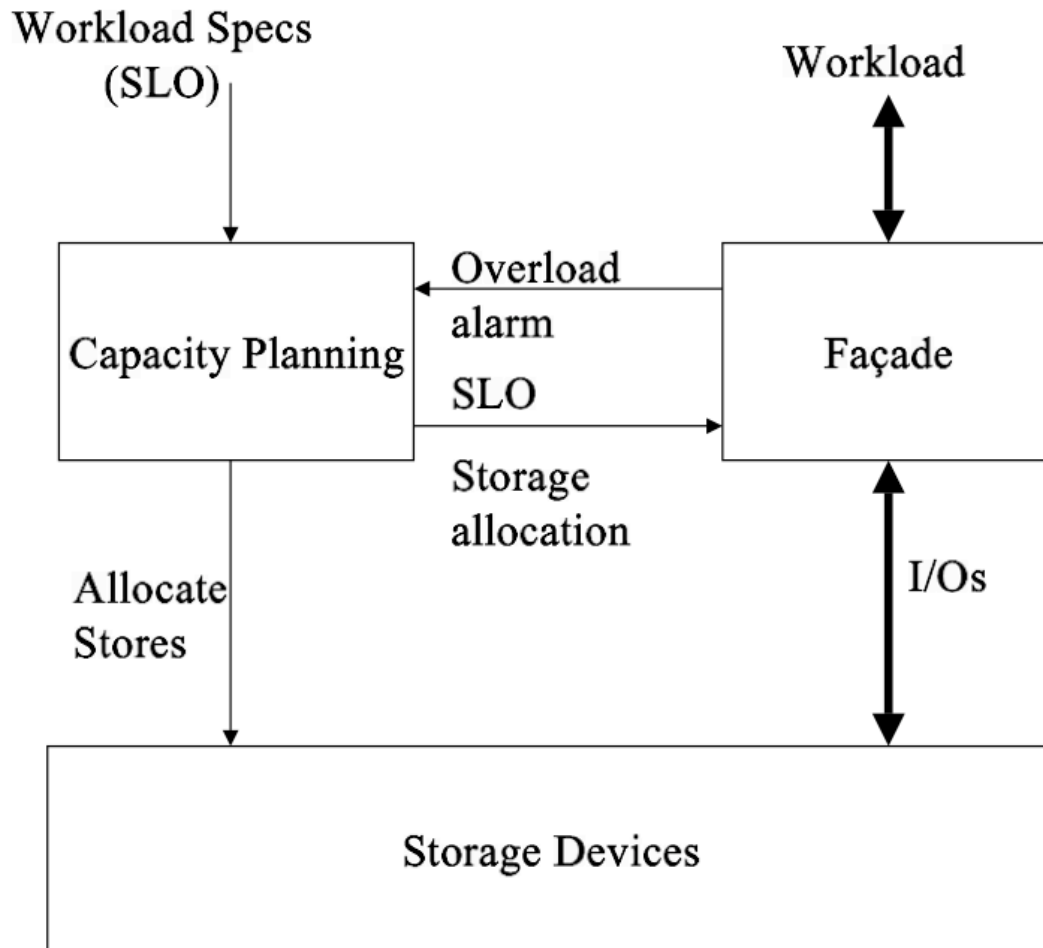 Workload Specs
(SLO)
Workload
Overload
alarm
Capacity Planning
Façade
SLO
Storage
allocation
Allocate
Stores
I/Os
Storage Devices